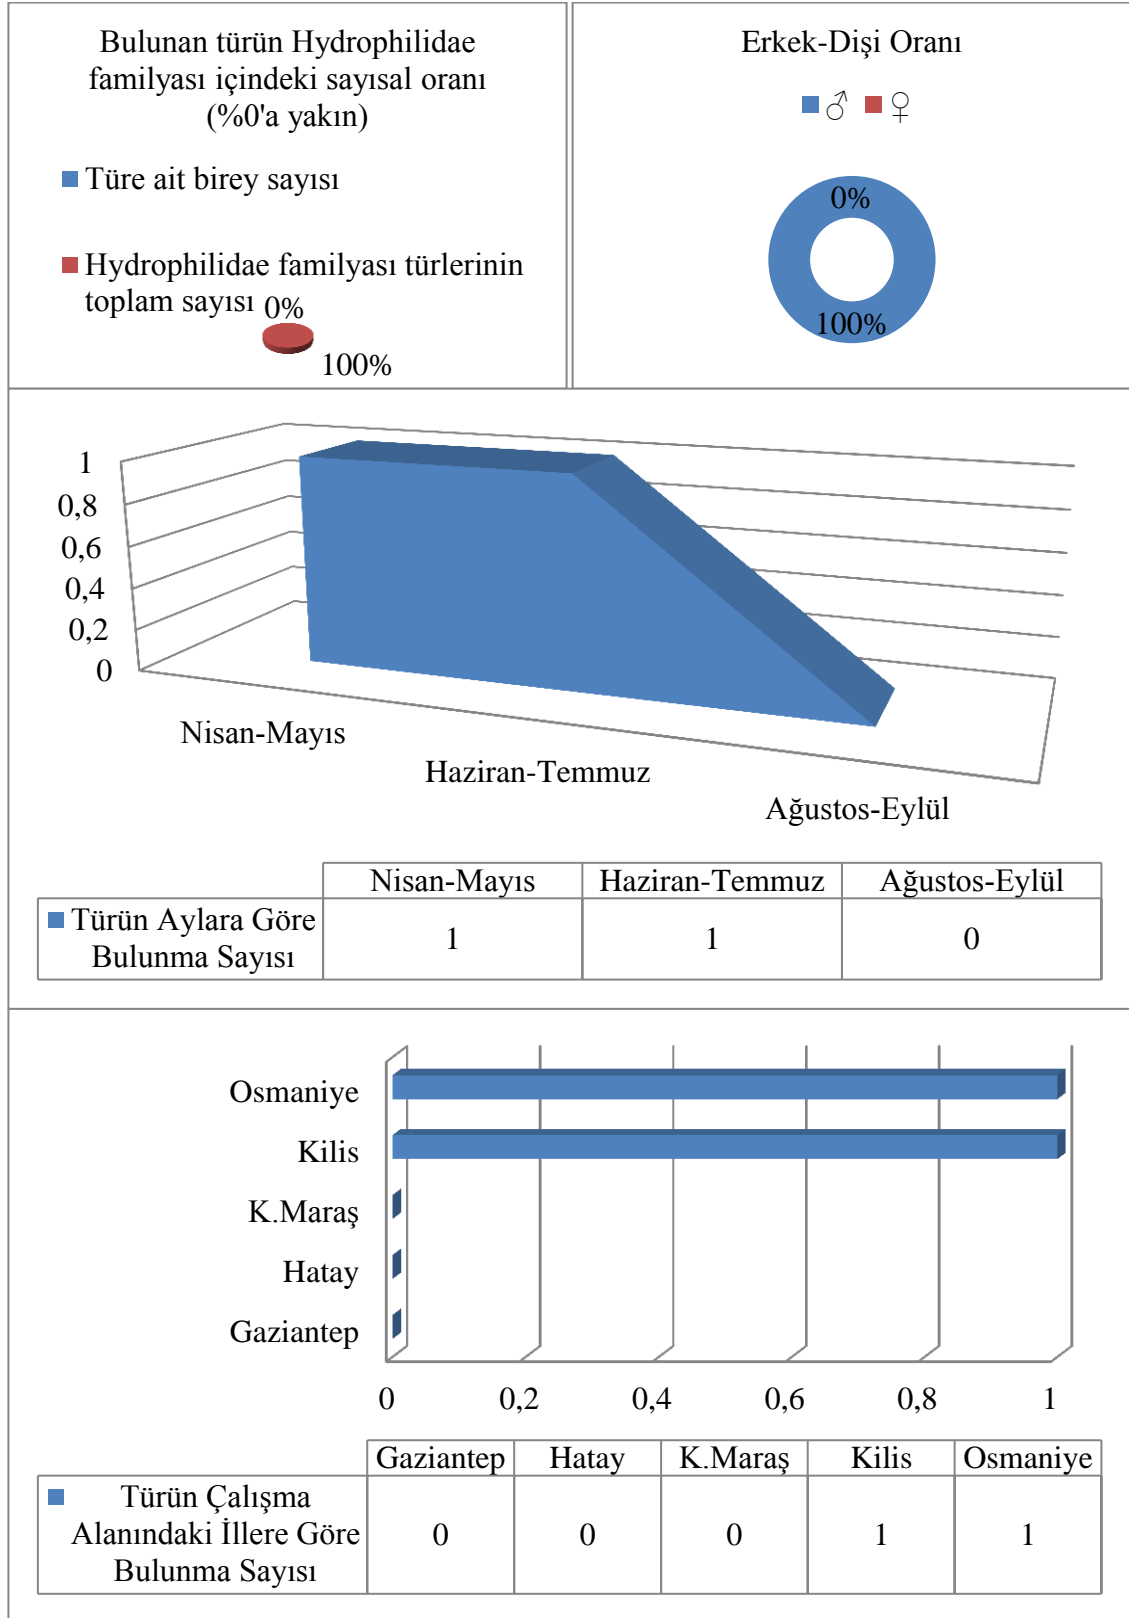 Bulunan türün Hydrophilidae
familyası içindeki sayısal oranı
(%0'a yakın)
Türe ait birey sayısı
Hydrophilidae familyası türlerinin
toplam sayısı
0%
100%
Erkek-Dişi Oranı
♂ ♀
0%
100%
1
0,8
0,6
0,4
0,2
0
Nisan-Mayıs
Haziran-Temmuz
Ağustos-Eylül
Nisan-Mayıs Haziran-Temmuz Ağustos-Eylül
Türün Aylara Göre
Bulunma Sayısı
1 1 0
Osmaniye
Kilis
K.Maraş
Hatay
Gaziantep
0 0,2 0,4 0,6 0,8 1
Gaziantep Hatay K.Maraş Kilis Osmaniye
Türün Çalışma
Alanındaki İllere Göre
Bulunma Sayısı
0 0 0 1 1